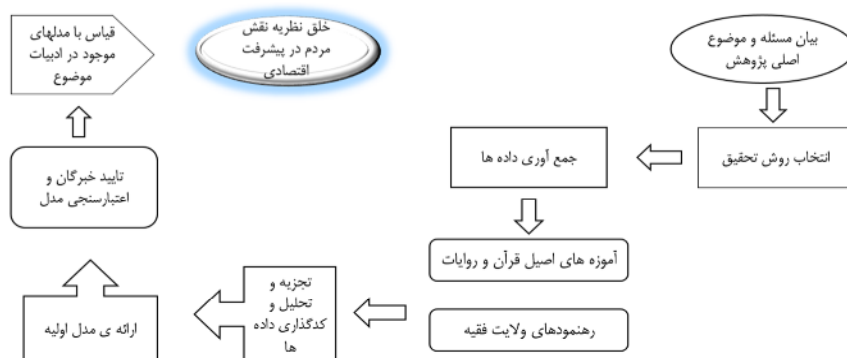 بیان مسئله و موضوع
اصلی پژوهش
انتخاب روش تحقیق
جمع آوری داده ها
آموزه های اصیل قرآن و روایات
رهنمودهای ولایت فقیه
تجزیه و
تحلیل و
کدگذاری داده
ها
ارائه ی مدل اولیه
تایید خبرگان و
اعتبارسنجی مدل
قیاس با مدلهای
موجود در ادبیات
موضوع
خلق نظریه نقش
مردم در پیشرفت
اقتصادی